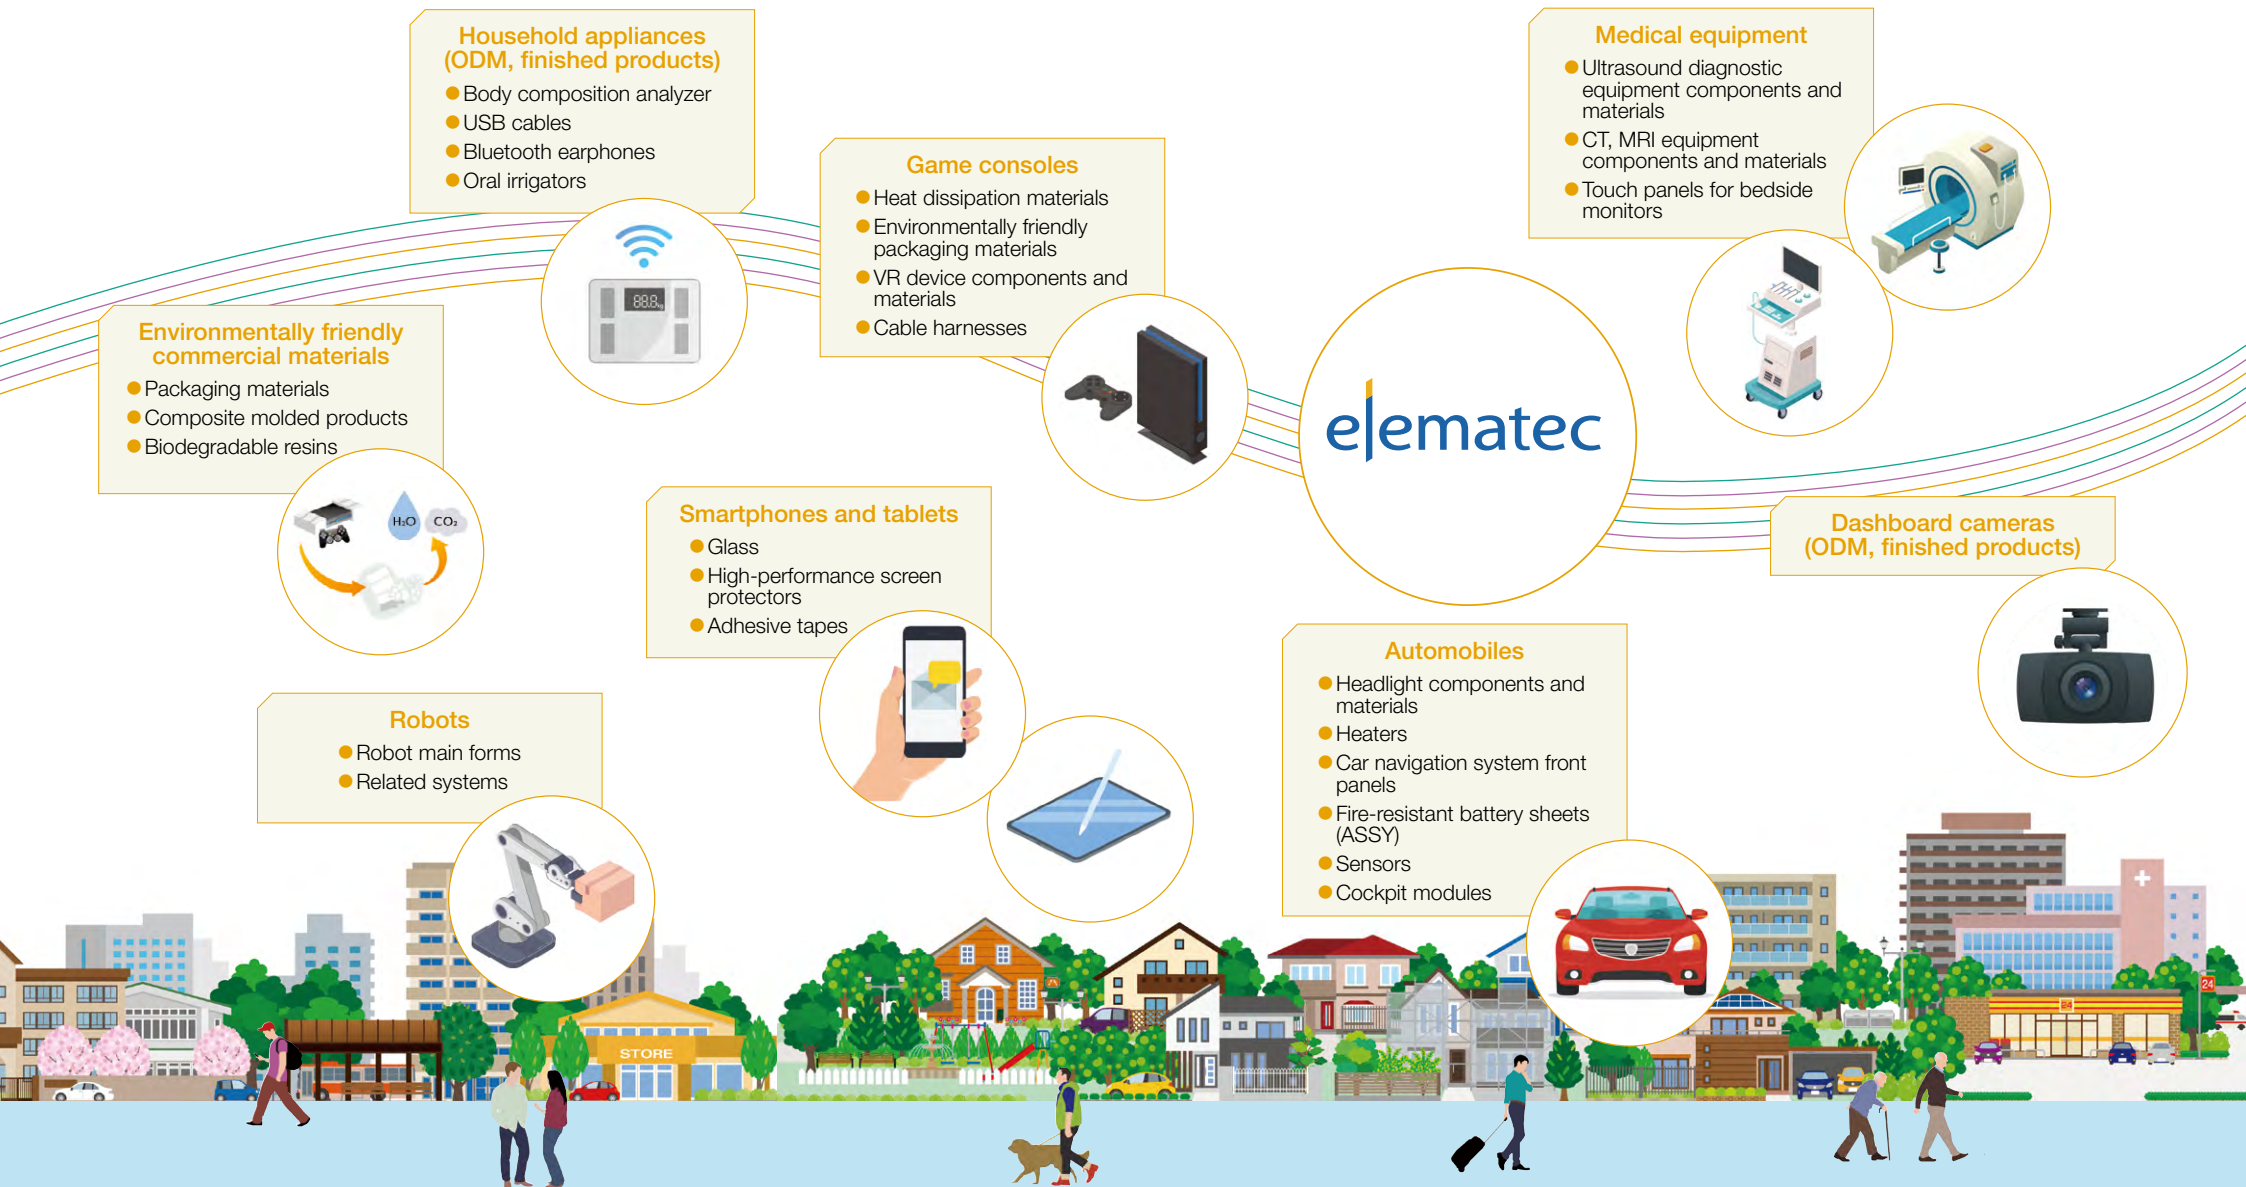 Household appliances
(ODM, finished products)
Body composition analyzer
USB cables
Bluetooth earphones
Oral irrigators
88.8kg
Environmentally friendly
commercial materials
Packaging materials
Composite molded products
Biodegradable resins
H₂O
CO₂
Game consoles
Heat dissipation materials
Environmentally friendly
packaging materials
VR device components and
materials
Cable harnesses
Medical equipment
Ultrasound diagnostic
equipment components and
materials
CT, MRI equipment
components and materials
Touch panels for bedside
monitors
elematec
Smartphones and tablets
Glass
High-performance screen
protectors
Adhesive tapes
Dashboard cameras
(ODM, finished products)
Robots
Robot main forms
Related systems
Automobiles
Headlight components and
materials
Heaters
Car navigation system front
panels
Fire-resistant battery sheets
(ASSY)
Sensors
Cockpit modules
STORE
24
24